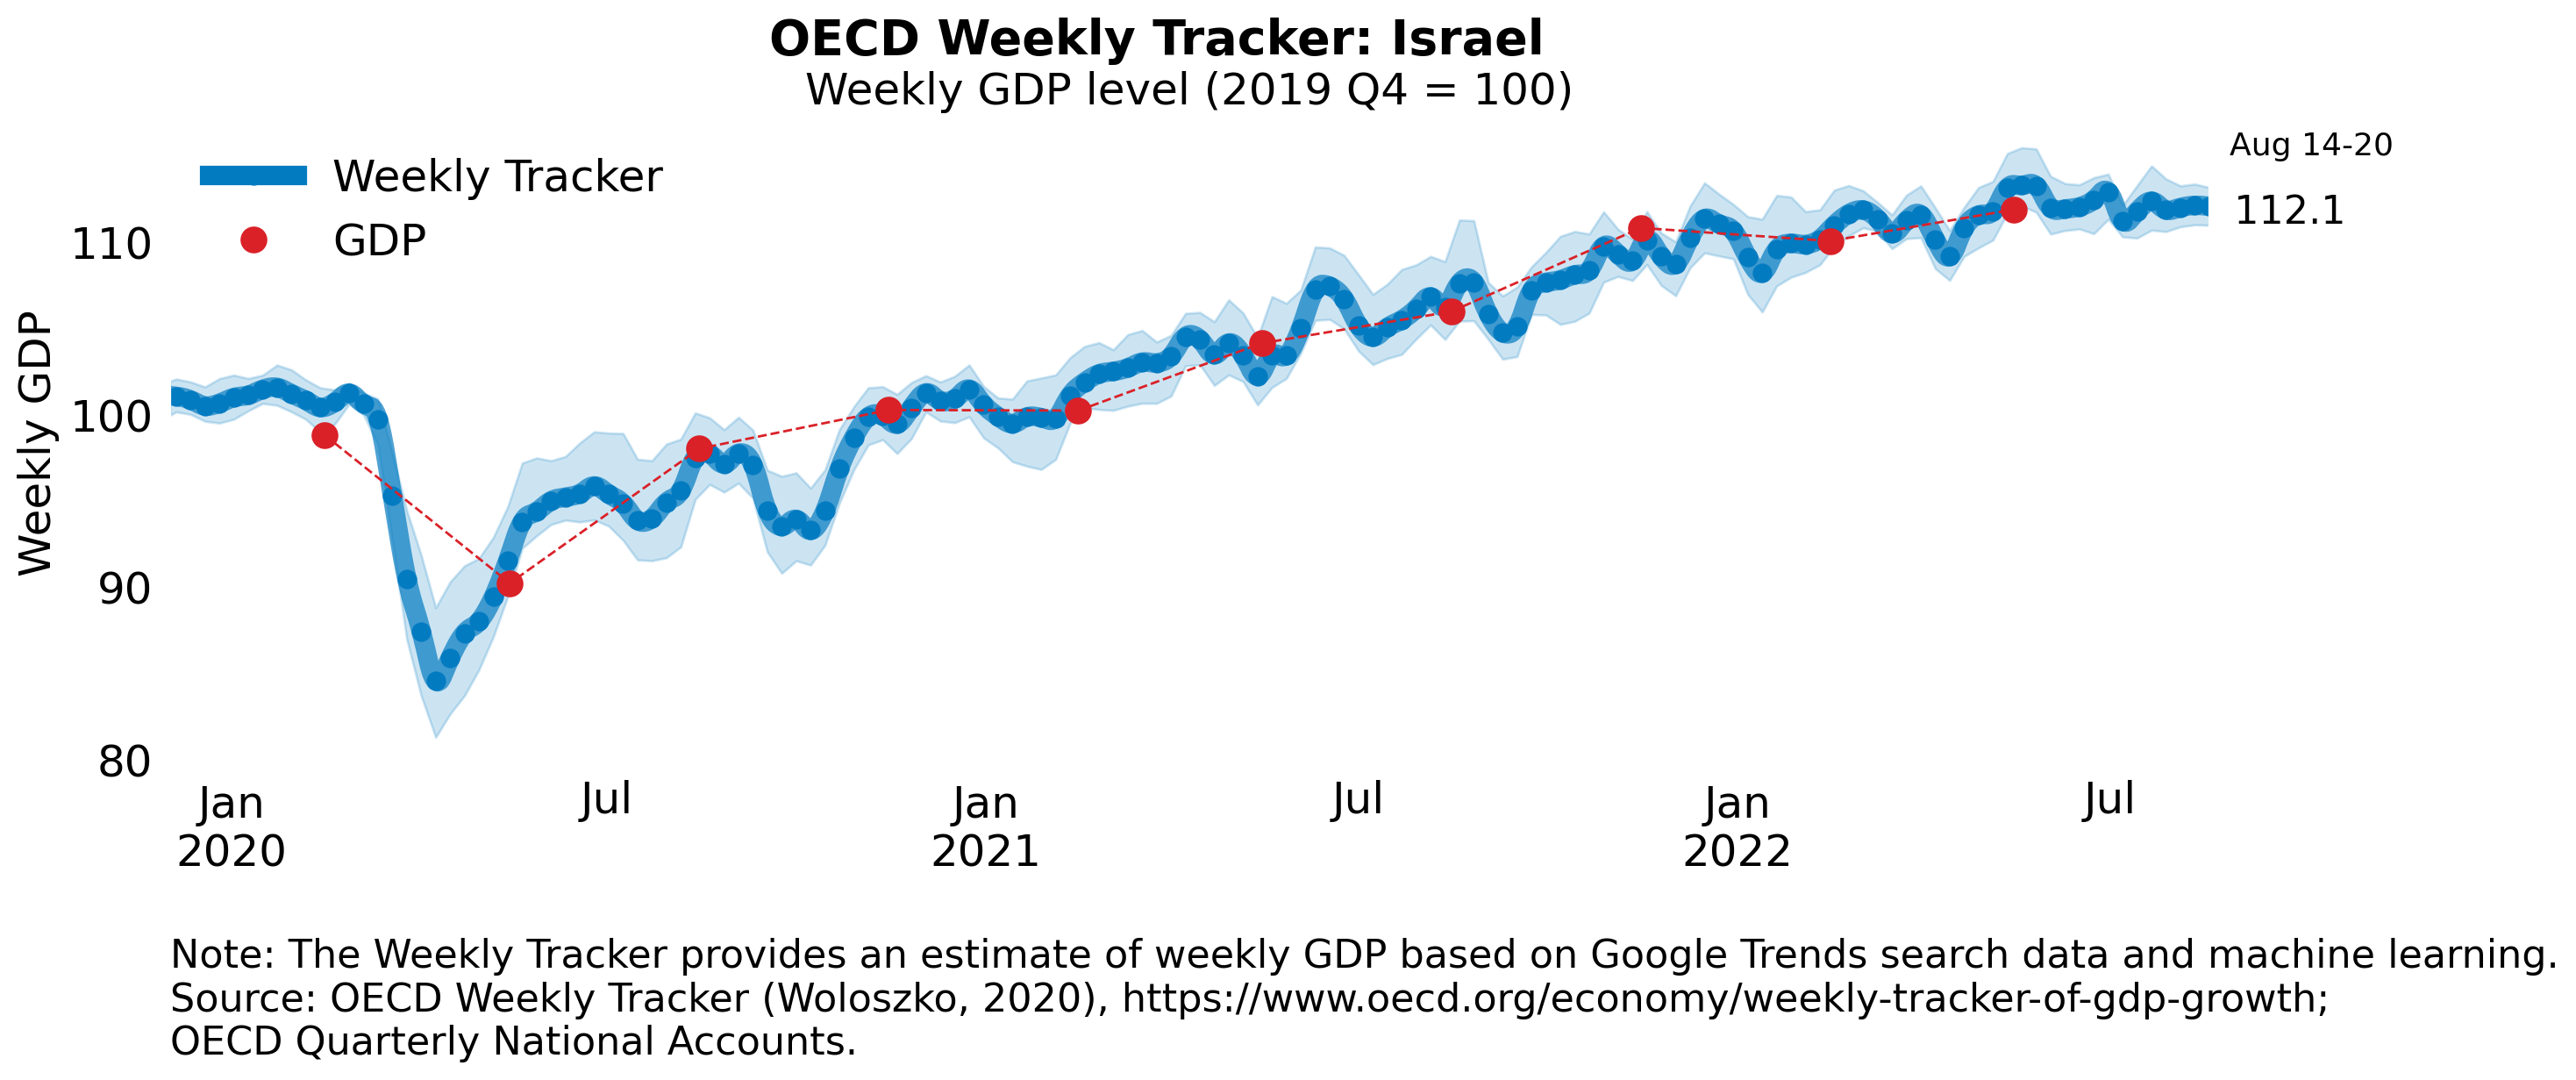 OECD Weekly Tracker: Israel
Weekly GDP level (2019 Q4 = 100)
Aug 14-20
112.1
Weekly Tracker
GDP
Weekly GDP
110
100
90
80
Jan Jul Jan Jul Jan Jul
2020 2021 2022
Note: The Weekly Tracker provides an estimate of weekly GDP based on Google Trends search data and machine learning.
Source: OECD Weekly Tracker (Woloszko, 2020), https://www.oecd.org/economy/weekly-tracker-of-gdp-growth;
OECD Quarterly National Accounts.